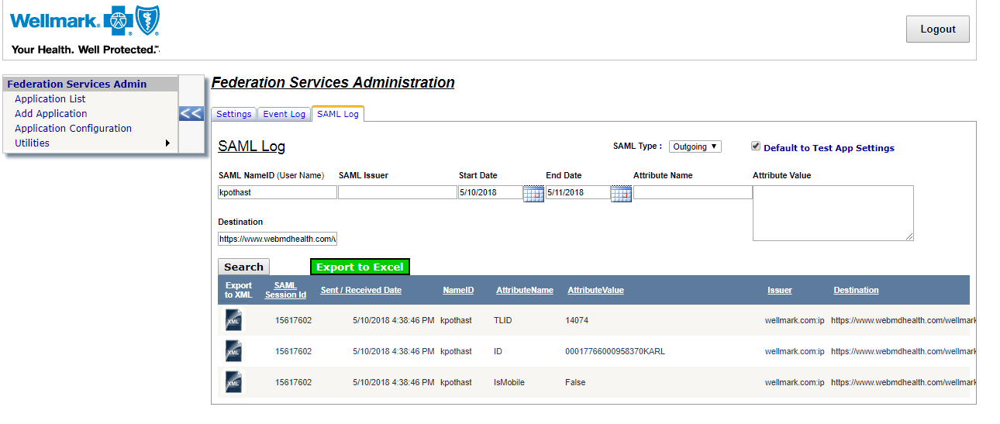 Wellmark.
Your Health. Well Protected.℠
Logout
Federation Services Admin
Application List
Add Application
Application Configuration
Utilities
<<
Federation Services Administration
Settings Event Log SAML Log
SAML Log
SAML Type : Outgoing
Default to Test App Settings
SAML NameID (User Name) SAML Issuer Start Date End Date Attribute Name Attribute Value
kpothast 5/10/2018 5/11/2018
Destination
https://www.webmdhealth.com/v
Search Export to Excel
Export to XML SAML Session Id Sent / Received Date NameID AttributeName AttributeValue Issuer Destination
XML 15617602 5/10/2018 4:38:46 PM kpothast TLID 14074 wellmark.com:ip https://www.webmdhealth.com/wellmark
XML 15617602 5/10/2018 4:38:46 PM kpothast ID 00017766000958370KARL wellmark.com:ip https://www.webmdhealth.com/wellmark
XML 15617602 5/10/2018 4:38:46 PM kpothast IsMobile False wellmark.com:ip https://www.webmdhealth.com/wellmark